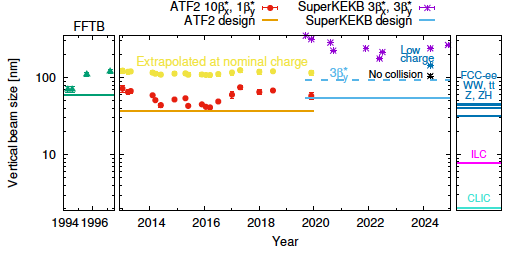 ATF2 10β*x, 1β*y
SuperKEKB 3β*x, 3β*y
FFTB
ATF2 design
SuperKEKB design
Vertical beam size [nm]
100
10
Extrapolated at nominal charge
3β*y
Low
charge
No collision
FCC-ee
WW, tt
Z, ZH
ILC
CLIC
1994 1996
2014 2016 2018 2020 2022 2024
Year